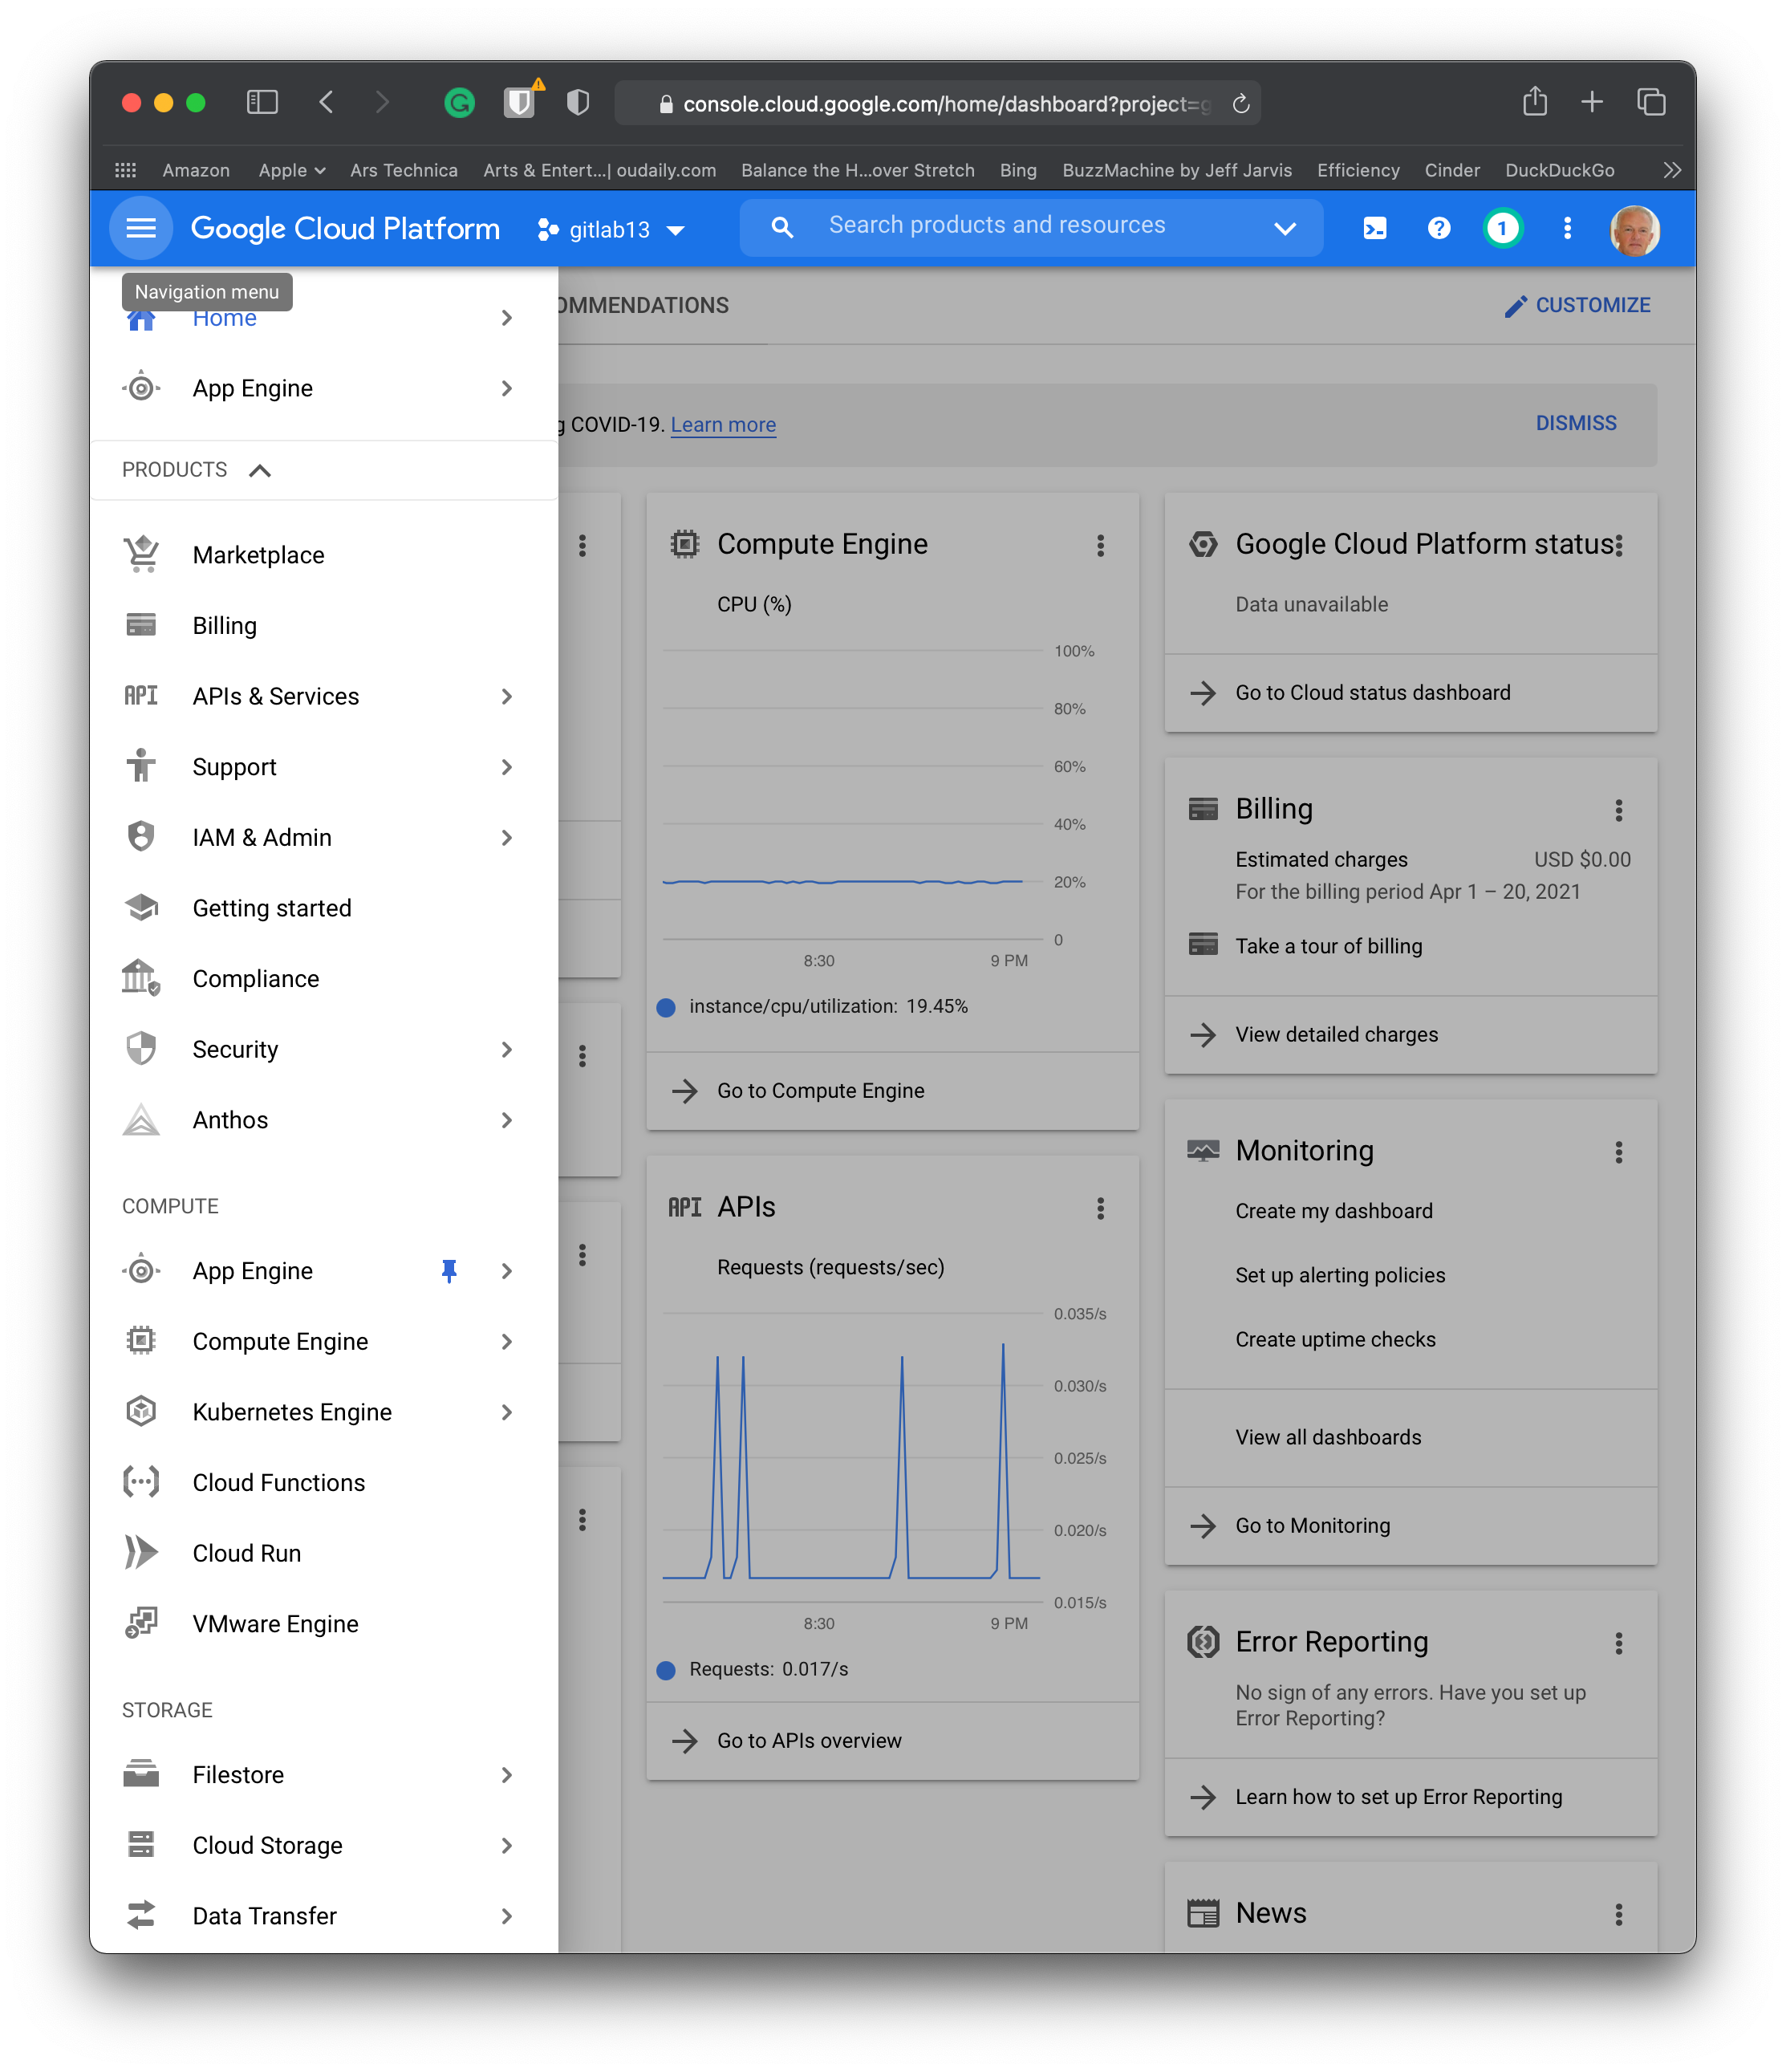 console.cloud.google.com/home/dashboard?project=g
Amazon
Apple
Ars Technica
Arts & Entert...| oudaily.com
Balance the H...over Stretch
Bing
BuzzMachine by Jeff Jarvis
Efficiency
Cinder
DuckDuckGo
Google Cloud Platform
gitlab13
Search products and resources
1
Navigation menu
Home
App Engine
PRODUCTS
Marketplace
Billing
API APIs & Services
Support
IAM & Admin
Getting started
Compliance
Security
Anthos
COMPUTE
App Engine
Compute Engine
Kubernetes Engine
Cloud Functions
Cloud Run
VMware Engine
STORAGE
Filestore
Cloud Storage
Data Transfer
OMMENDATIONS
CUSTOMIZE
g COVID-19. Learn more
DISMISS
Compute Engine
CPU (%)
100%
80%
60%
40%
20%
0
8:30
9 PM
instance/cpu/utilization: 19.45%
Go to Compute Engine
API APIs
Requests (requests/sec)
0.035/s
0.030/s
0.025/s
0.020/s
0.015/s
8:30
9 PM
Requests: 0.017/s
Go to APIs overview
Google Cloud Platform status
Data unavailable
Go to Cloud status dashboard
Billing
Estimated charges USD $0.00
For the billing period Apr 1 – 20, 2021
Take a tour of billing
View detailed charges
Monitoring
Create my dashboard
Set up alerting policies
Create uptime checks
View all dashboards
Go to Monitoring
Error Reporting
No sign of any errors. Have you set up
Error Reporting?
Learn how to set up Error Reporting
News